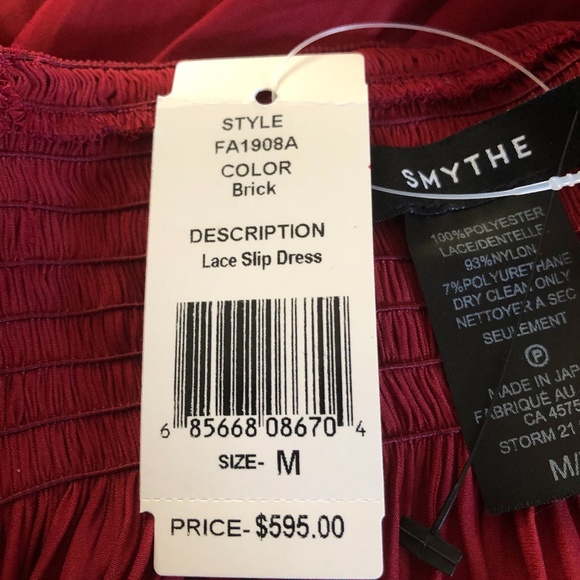 STYLE
FA1908A
COLOR
Brick
DESCRIPTION
Lace Slip Dress
6 85668 08670 4
SIZE- M
PRICE- $595.00
SMYTHE
100%POLYESTER
LACE/DENTELLE
93%NYLON
7%POLYURETHANE
DRY CLEAN ONLY
NETTOYER A SEC
SEULEMENT
P
MADE IN JAP
FABRIQUÉ AU
CA 4575
STORM 21
M/